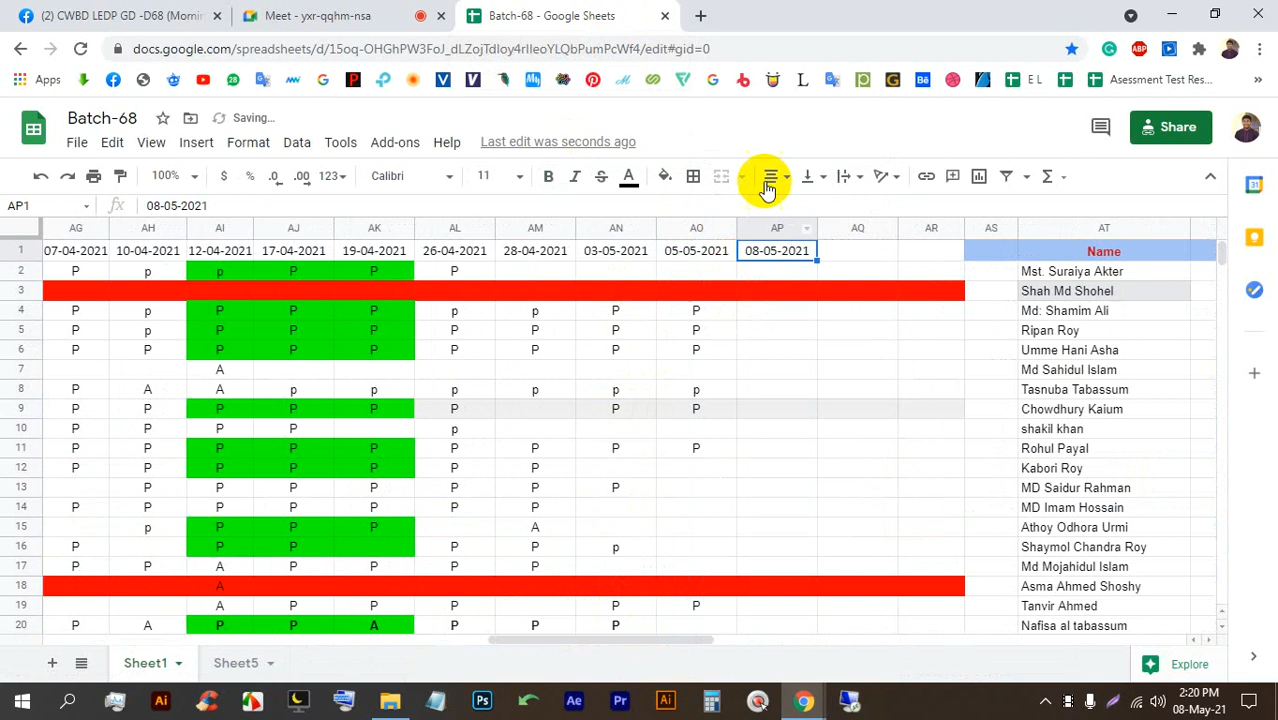 (2) CWBD LEDP GD -D68 (Mornin
Meet - yxr-qqhm-nsa
Batch-68 - Google Sheets
docs.google.com/spreadsheets/d/15oq-OHGhPW3FoJ_dLZojTdIoy4rIIeoYLQbPumPcWf4/edit#gid=0
Apps
E L
Asessment Test Res...
Batch-68
Saving...
File Edit View Insert Format Data Tools Add-ons Help Last edit was seconds ago
Share
100% $ % .0 .00 123 Calibri 11 B I S A
AP1 fx 08-05-2021
AG AH AI AJ AK AL AM AN AO AP AQ AR AS AT
1 07-04-2021 10-04-2021 12-04-2021 17-04-2021 19-04-2021 26-04-2021 28-04-2021 03-05-2021 05-05-2021 08-05-2021 Name
2 P p p P P P Mst. Suraiya Akter
3 Shah Md Shohel
4 P p P P P p p P P Md: Shamim Ali
5 P p P P P p p P P Ripan Roy
6 P P P P P P P P P Umme Hani Asha
7 A Md Sahidul Islam
8 P A A p p p p p p Tasnuba Tabassum
9 P P P P P P P P Chowdhury Kaium
10 P P P P p shakil khan
11 P P P P P P P P P Rohul Payal
12 P P P P P P P Kabori Roy
13 P P P P P P P MD Saidur Rahman
14 P P P P P P P MD Imam Hossain
15 p P P P A Athoy Odhora Urmi
16 P P P P P p Shaymol Chandra Roy
17 P P A P P P P Md Mojahidul Islam
18 A Asma Ahmed Shoshy
19 A P P P P P Tanvir Ahmed
20 P A P P A P P P Nafisa al tabassum
Sheet1 Sheet5 Explore
2:20 PM
08-May-21